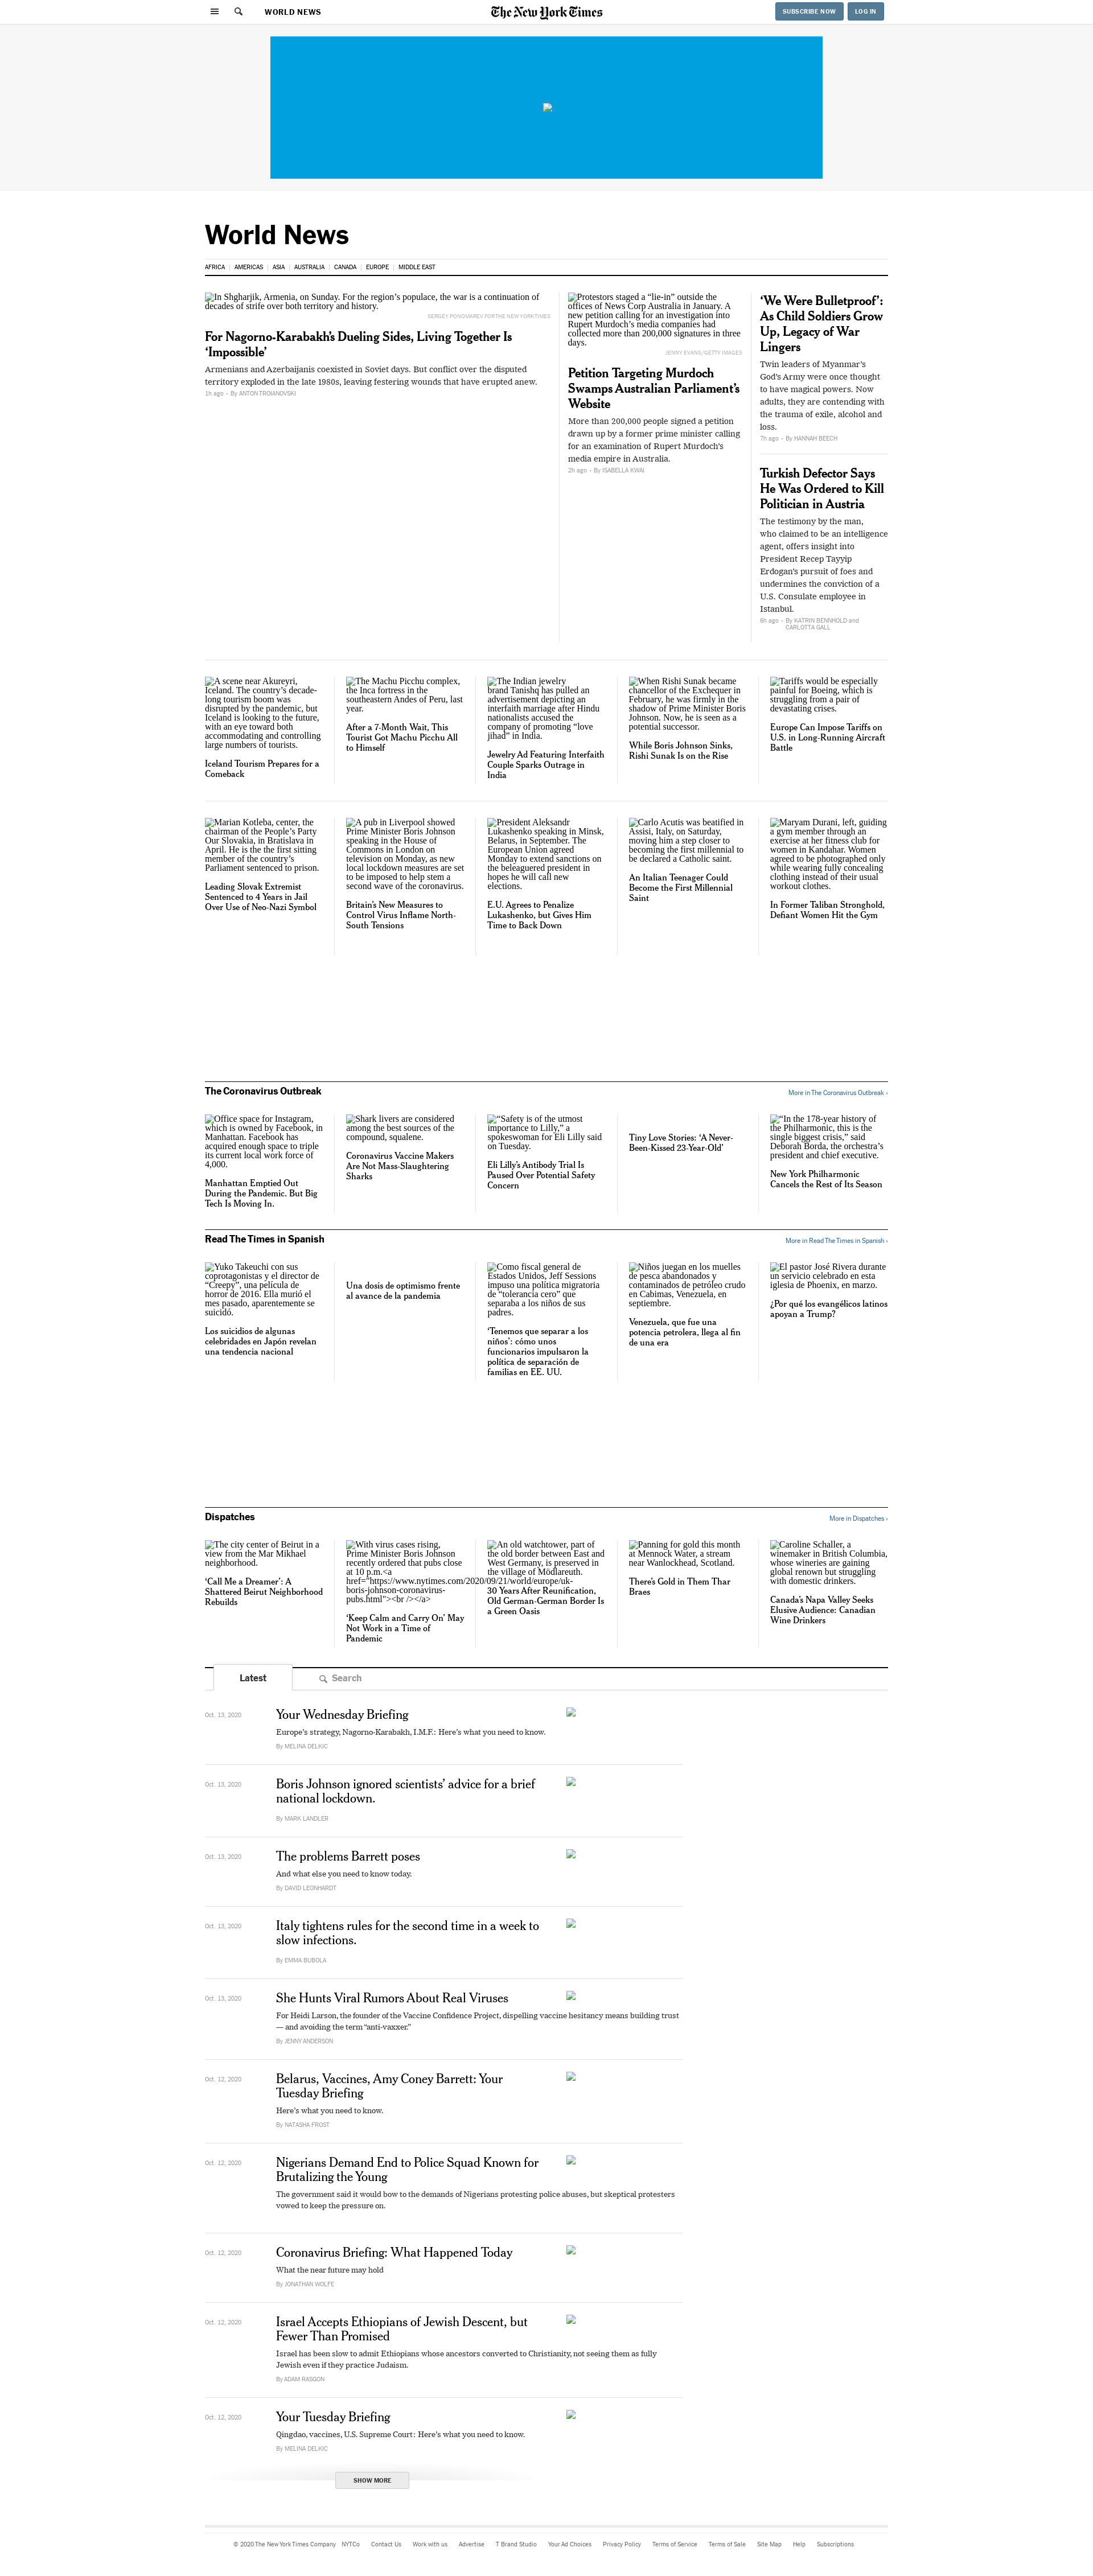 WORLD NEWS
The New York Times
SUBSCRIBE NOW
LOG IN
World News
AFRICA
AMERICAS
ASIA
AUSTRALIA
CANADA
EUROPE
MIDDLE EAST
In Shgharjik, Armenia, on Sunday. For the region's populace, the war is a continuation of
decades of strife over both territory and history.
SERGEY PONOMAREV FOR THE NEW YORK TIMES
For Nagorno-Karabakh's Dueling Sides, Living Together Is
‘Impossible’
Armenians and Azerbaijanis coexisted in Soviet days. But conflict over the disputed
territory exploded in the late 1980s, leaving festering wounds that have erupted anew.
1h ago - By ANTON TROIANOVSKI
Protestors staged a “lie-in” outside the
offices of News Corp Australia in January. A
new petition calling for an investigation into
Rupert Murdoch's media companies had
collected more than 200,000 signatures in three
days.
JENNY EVANS/GETTY IMAGES
Petition Targeting Murdoch
Swamps Australian Parliament's
Website
More than 200,000 people signed a petition
drawn up by a former prime minister calling
for an examination of Rupert Murdoch's
media empire in Australia.
2h ago - By ISABELLA KWAI
‘We Were Bulletproof’:
As Child Soldiers Grow
Up, Legacy of War
Lingers
Twin leaders of Myanmar's
God's Army were once thought
to have magical powers. Now
adults, they are contending with
the trauma of exile, alcohol and
loss.
7h ago - By HANNAH BEECH
Turkish Defector Says
He Was Ordered to Kill
Politician in Austria
The testimony by the man,
who claimed to be an intelligence
agent, offers insight into
President Recep Tayyip
Erdogan's pursuit of foes and
undermines the conviction of a
U.S. Consulate employee in
Istanbul.
6h ago - By KATRIN BENNHOLD and
CARLOTTA GALL
A scene near Akureyri,
Iceland. The country's decade-
long tourism boom was
disrupted by the pandemic, but
Iceland is looking to the future,
with an eye toward both
accommodating and controlling
large numbers of tourists.
Iceland Tourism Prepares for a
Comeback
The Machu Picchu complex,
the Inca fortress in the
southeastern Andes of Peru, last
year.
After a 7-Month Wait, This
Tourist Got Machu Picchu All
to Himself
The Indian jewelry
brand Tanishq has pulled an
advertisement depicting an
interfaith marriage after Hindu
nationalists accused the
company of promoting “love
jihad” in India.
Jewelry Ad Featuring Interfaith
Couple Sparks Outrage in
India
When Rishi Sunak became
chancellor of the Exchequer in
February, he was firmly in the
shadow of Prime Minister Boris
Johnson. Now, he is seen as a
potential successor.
While Boris Johnson Sinks,
Rishi Sunak Is on the Rise
Tariffs would be especially
painful for Boeing, which is
struggling from a pair of
devastating crises.
Europe Can Impose Tariffs on
U.S. in Long-Running Aircraft
Battle
Marian Kotleba, center, the
chairman of the People's Party
Our Slovakia, in Bratislava in
April. He is the the first sitting
member of the country's
Parliament sentenced to prison.
Leading Slovak Extremist
Sentenced to 4 Years in Jail
Over Use of Neo-Nazi Symbol
A pub in Liverpool showed
Prime Minister Boris Johnson
speaking in the House of
Commons in London on
television on Monday, as new
local lockdown measures are set
to be imposed to help stem a
second wave of the coronavirus.
Britain's New Measures to
Control Virus Inflame North-
South Tensions
President Aleksandr
Lukashenko speaking in Minsk,
Belarus, in September. The
European Union agreed
Monday to extend sanctions on
the beleaguered president in
hopes he will call new
elections.
E.U. Agrees to Penalize
Lukashenko, but Gives Him
Time to Back Down
Carlo Acutis was beatified in
Assisi, Italy, on Saturday,
moving him a step closer to
becoming the first millennial to
be declared a Catholic saint.
An Italian Teenager Could
Become the First Millennial
Saint
Maryam Durani, left, guiding
a gym member through an
exercise at her fitness club for
women in Kandahar. Women
agreed to be photographed only
while wearing fully concealing
clothing instead of their usual
workout clothes.
In Former Taliban Stronghold,
Defiant Women Hit the Gym
The Coronavirus Outbreak
More in The Coronavirus Outbreak ›
Office space for Instagram,
which is owned by Facebook, in
Manhattan. Facebook has
acquired enough space to triple
its current local work force of
4,000.
Manhattan Emptied Out
During the Pandemic. But Big
Tech Is Moving In.
Shark livers are considered
among the best sources of the
compound, squalene.
Coronavirus Vaccine Makers
Are Not Mass-Slaughtering
Sharks
“Safety is of the utmost
importance to Lilly,” a
spokeswoman for Eli Lilly said
on Tuesday.
Eli Lilly's Antibody Trial Is
Paused Over Potential Safety
Concern
Tiny Love Stories: ‘A Never-
Been-Kissed 23-Year-Old’
“In the 178-year history of
the Philharmonic, this is the
single biggest crisis,” said
Deborah Borda, the orchestra's
president and chief executive.
New York Philharmonic
Cancels the Rest of Its Season
Read The Times in Spanish
More in Read The Times in Spanish ›
Yuko Takeuchi con sus
coprotagonistas y el director de
“Creepy”, una película de
horror de 2016. Ella murió el
mes pasado, aparentemente se
suicidó.
Los suicidios de algunas
celebridades en Japón revelan
una tendencia nacional
Una dosis de optimismo frente
al avance de la pandemia
Como fiscal general de
Estados Unidos, Jeff Sessions
impuso una política migratoria
de “tolerancia cero” que
separaba a los niños de sus
padres.
‘Tenemos que separar a los
niños’: cómo unos
funcionarios impulsaron la
política de separación de
familias en EE. UU.
Niños juegan en los muelles
de pesca abandonados y
contaminados de petróleo crudo
en Cabimas, Venezuela, en
septiembre.
Venezuela, que fue una
potencia petrolera, llega al fin
de una era
El pastor José Rivera durante
un servicio celebrado en esta
iglesia de Phoenix, en marzo.
¿Por qué los evangélicos latinos
apoyan a Trump?
Dispatches
More in Dispatches ›
The city center of Beirut in a
view from the Mar Mikhael
neighborhood.
‘Call Me a Dreamer’: A
Shattered Beirut Neighborhood
Rebuilds
With virus cases rising,
Prime Minister Boris Johnson
recently ordered that pubs close
at 10 p.m.<a
href="https://www.nytimes.com/2020/09/21/world/europe/uk-
boris-johnson-coronavirus-
pubs.html"><br /></a>
‘Keep Calm and Carry On’ May
Not Work in a Time of
Pandemic
An old watchtower, part of
the old border between East and
West Germany, is preserved in
the village of Mödlareuth.
30 Years After Reunification,
Old German-German Border Is
a Green Oasis
Panning for gold this month
at Mennock Water, a stream
near Wanlockhead, Scotland.
There's Gold in Them Thar
Braes
Caroline Schaller, a
winemaker in British Columbia,
whose wineries are gaining
global renown but struggling
with domestic drinkers.
Canada's Napa Valley Seeks
Elusive Audience: Canadian
Wine Drinkers
Latest
Search
Oct. 13, 2020
Your Wednesday Briefing
Europe's strategy, Nagorno-Karabakh, I.M.F.: Here's what you need to know.
By MELINA DELKIC
Oct. 13, 2020
Boris Johnson ignored scientists' advice for a brief
national lockdown.
By MARK LANDLER
Oct. 13, 2020
The problems Barrett poses
And what else you need to know today.
By DAVID LEONHARDT
Oct. 13, 2020
Italy tightens rules for the second time in a week to
slow infections.
By EMMA BUBOLA
Oct. 13, 2020
She Hunts Viral Rumors About Real Viruses
For Heidi Larson, the founder of the Vaccine Confidence Project, dispelling vaccine hesitancy means building trust
— and avoiding the term “anti-vaxxer.”
By JENNY ANDERSON
Oct. 12, 2020
Belarus, Vaccines, Amy Coney Barrett: Your
Tuesday Briefing
Here's what you need to know.
By NATASHA FROST
Oct. 12, 2020
Nigerians Demand End to Police Squad Known for
Brutalizing the Young
The government said it would bow to the demands of Nigerians protesting police abuses, but skeptical protesters
vowed to keep the pressure on.
Oct. 12, 2020
Coronavirus Briefing: What Happened Today
What the near future may hold
By JONATHAN WOLFE
Oct. 12, 2020
Israel Accepts Ethiopians of Jewish Descent, but
Fewer Than Promised
Israel has been slow to admit Ethiopians whose ancestors converted to Christianity, not seeing them as fully
Jewish even if they practice Judaism.
By ADAM RASGON
Oct. 12, 2020
Your Tuesday Briefing
Qingdao, vaccines, U.S. Supreme Court: Here's what you need to know.
By MELINA DELKIC
SHOW MORE
© 2020 The New York Times Company
NYTCo
Contact Us
Work with us
Advertise
T Brand Studio
Your Ad Choices
Privacy Policy
Terms of Service
Terms of Sale
Site Map
Help
Subscriptions